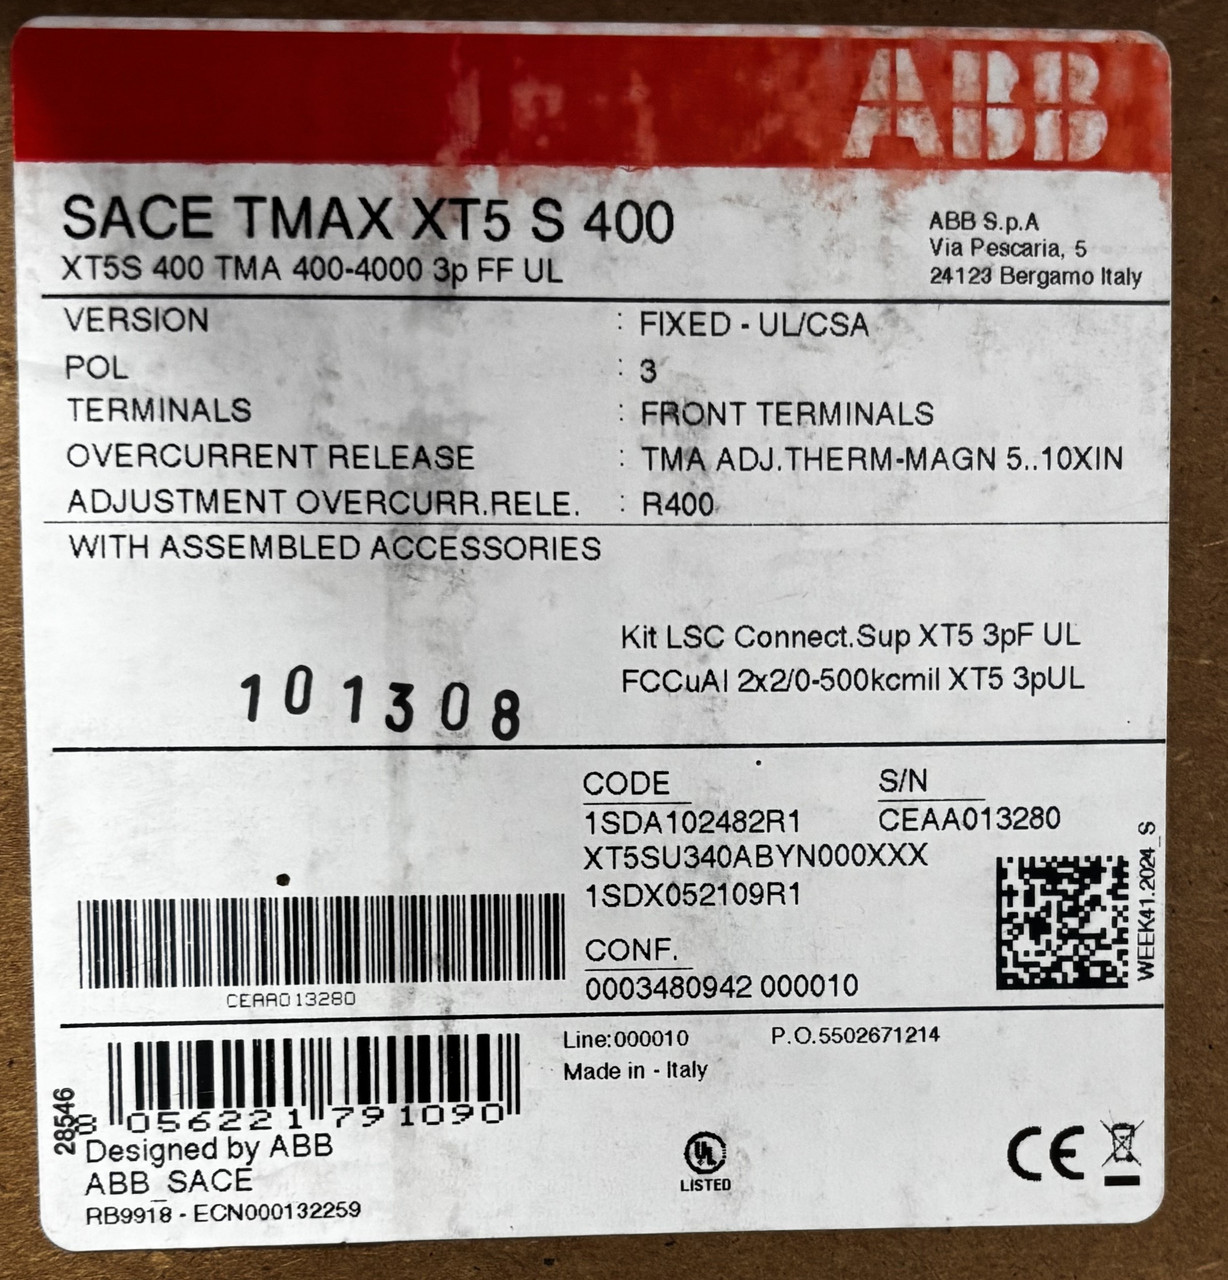 ABB
SACE TMAX XT5 S 400
XT5S 400 TMA 400-4000 3p FF UL
ABB S.p.A
Via Pescaria, 5
24123 Bergamo Italy
VERSION : FIXED - UL/CSA
POL : 3
TERMINALS : FRONT TERMINALS
OVERCURRENT RELEASE : TMA ADJ.THERM-MAGN 5..10XIN
ADJUSTMENT OVERCURR.RELE. : R400
WITH ASSEMBLED ACCESSORIES
Kit LSC Connect.Sup XT5 3pF UL
FCCuAl 2x2/0-500kcmil XT5 3pUL
101308
CODE
1SDA102482R1
XT5SU340ABYN000XXX
1SDX052109R1
S/N
CEAA013280
CONF.
0003480942 000010
WEEK41.2024_S
CEAA013280
Line:000010 P.O.5502671214
Made in - Italy
8 056221 791090
28546
Designed by ABB
ABB_SACE
RB9918 - ECN000132259
UL
LISTED
CE